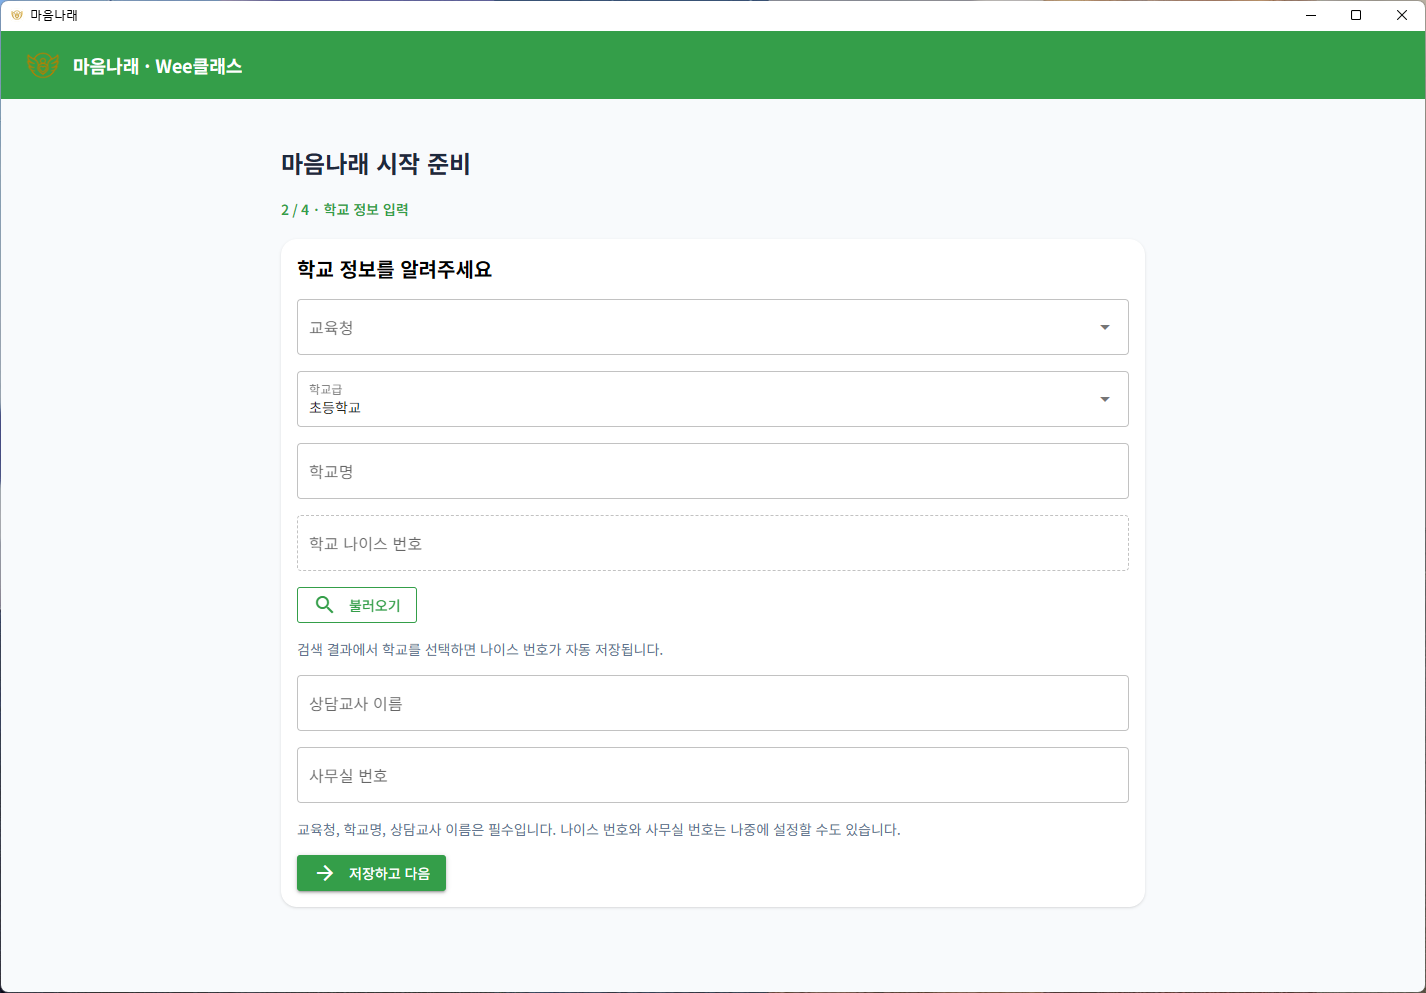 마음나래
마음나래 · Wee클래스
마음나래 시작 준비
2 / 4 · 학교 정보 입력
학교 정보를 알려주세요
교육청
학교급
초등학교
학교명
학교 나이스 번호
불러오기
검색 결과에서 학교를 선택하면 나이스 번호가 자동 저장됩니다.
상담교사 이름
사무실 번호
교육청, 학교명, 상담교사 이름은 필수입니다. 나이스 번호와 사무실 번호는 나중에 설정할 수도 있습니다.
저장하고 다음